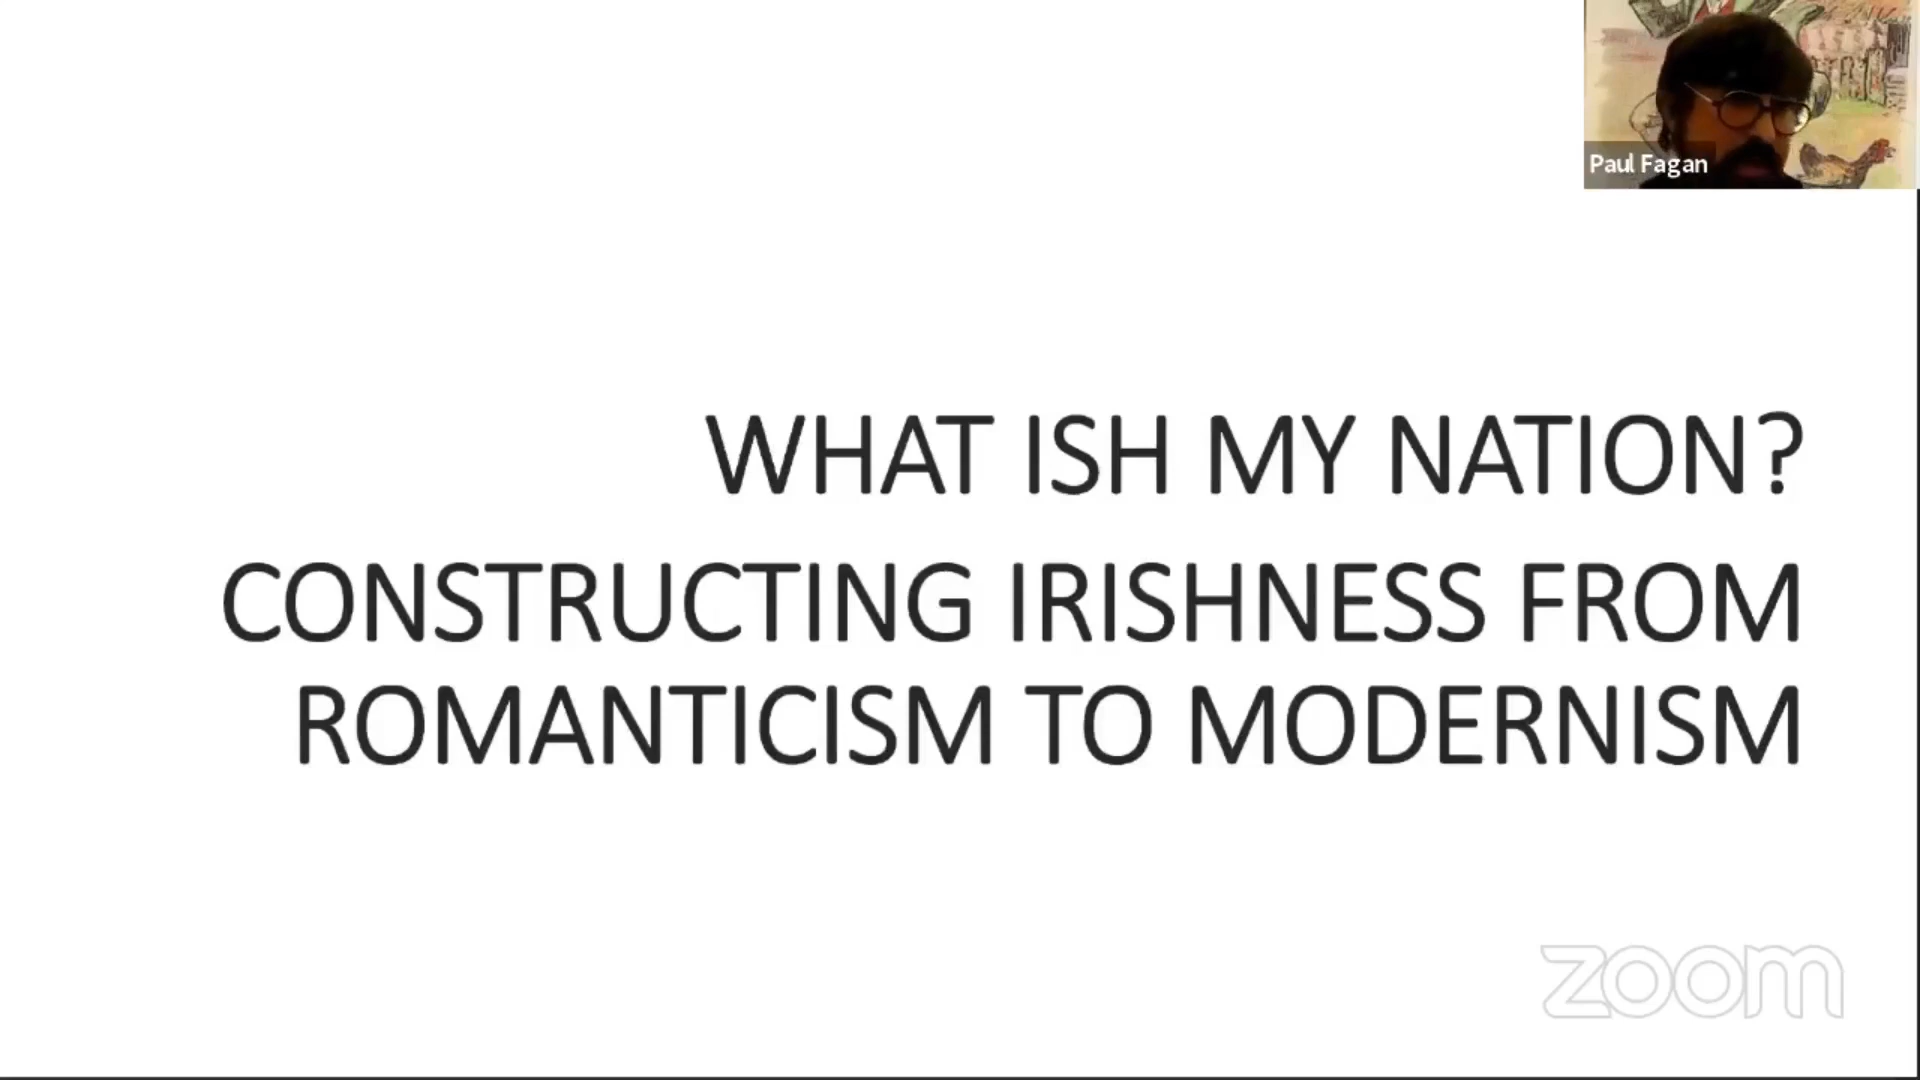 Paul Fagan
WHAT ISH MY NATION?
CONSTRUCTING IRISHNESS FROM
ROMANTICISM TO MODERNISM
zoom